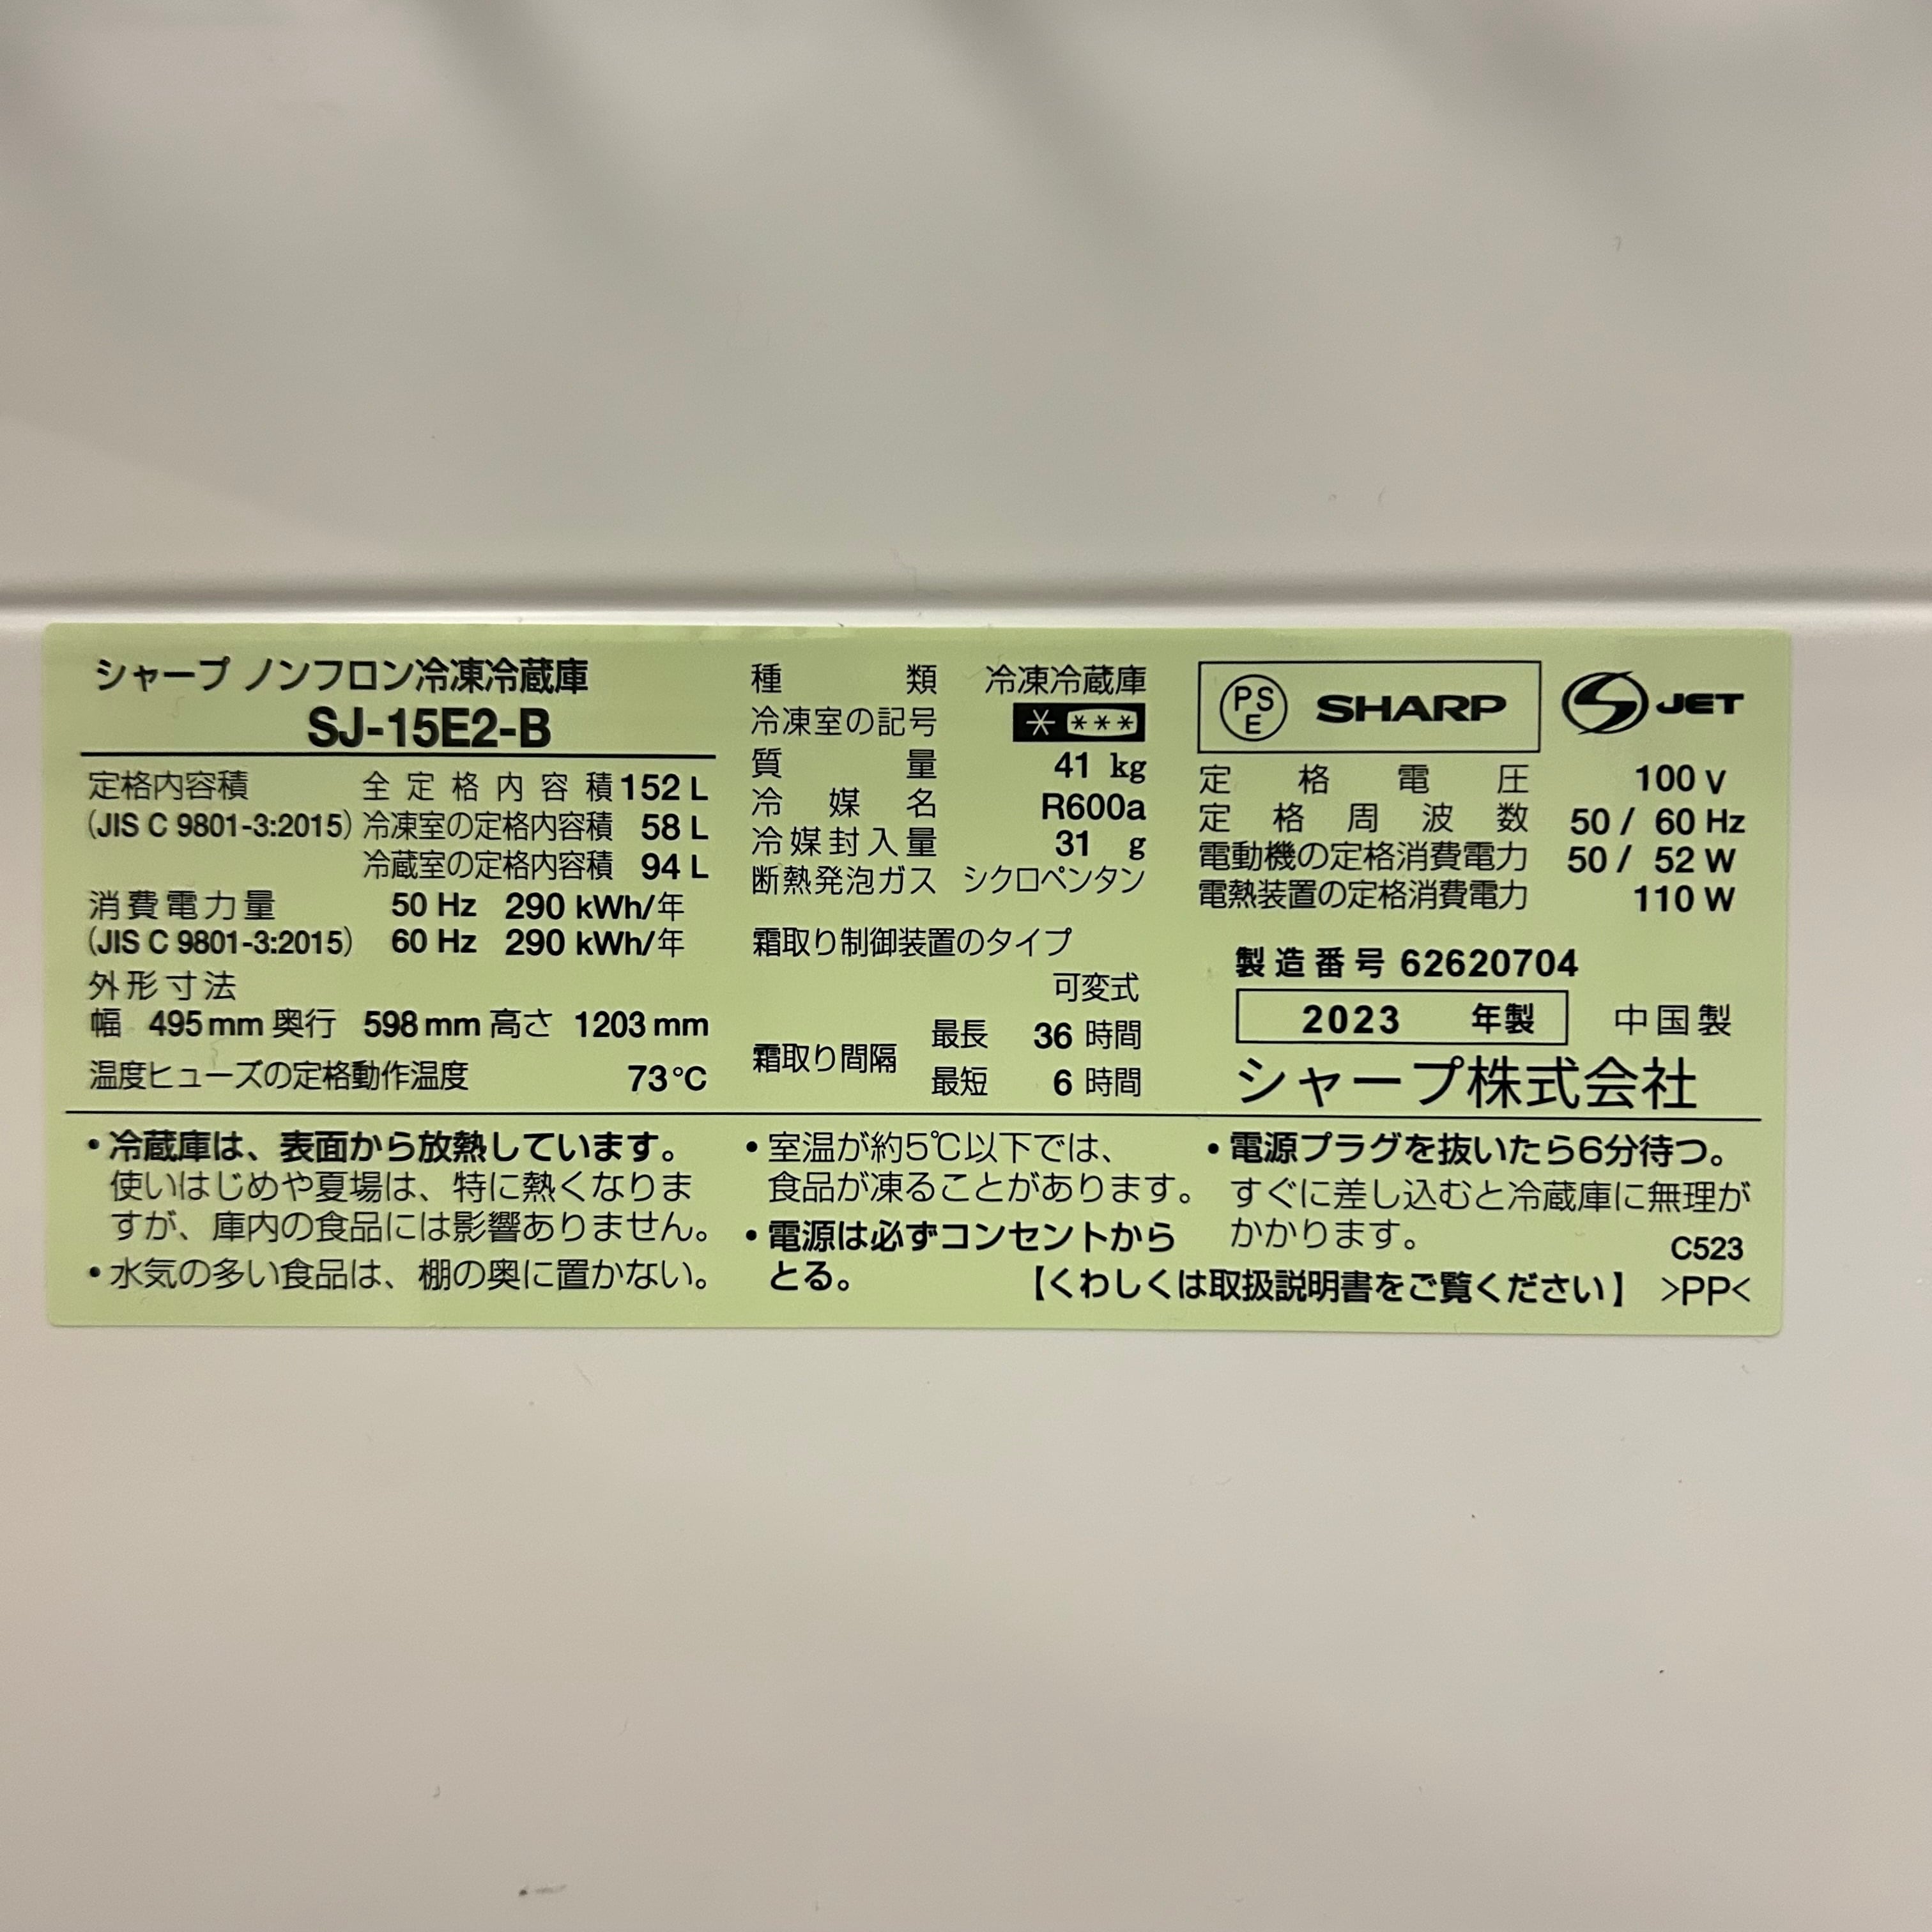 シャープ ノンフロン冷凍冷蔵庫
SJ-15E2-B
定格内容積 全定格内容積 152 L
(JIS C 9801-3:2015) 冷凍室の定格内容積 58 L
冷蔵室の定格内容積 94 L
消費電力量 50 Hz 290 kWh/年
(JIS C 9801-3:2015) 60 Hz 290 kWh/年
外形寸法
幅 495 mm 奥行 598 mm 高さ 1203 mm
温度ヒューズの定格動作温度 73℃
種類 冷凍冷蔵庫
冷凍室の記号 * ***
質量 41 kg
冷媒名 R600a
冷媒封入量 31 g
断熱発泡ガス シクロペンタン
霜取り制御装置のタイプ
可変式
霜取り間隔 最長 36 時間
最短 6 時間
PSE SHARP JET
定格電圧 100 V
定格周波数 50 / 60 Hz
電動機の定格消費電力 50 / 52 W
電熱装置の定格消費電力 110 W
製造番号 62620704
2023 年製 中国製
シャープ株式会社
•冷蔵庫は、表面から放熱しています。
使いはじめや夏場は、特に熱くなりま
すが、庫内の食品には影響ありません。
•水気の多い食品は、棚の奥に置かない。
•室温が約5℃以下では、
食品が凍ることがあります。
•電源は必ずコンセントから
とる。
•電源プラグを抜いたら6分待つ。
すぐに差し込むと冷蔵庫に無理が
かかります。
C523
【くわしくは取扱説明書をご覧ください】 >PP<